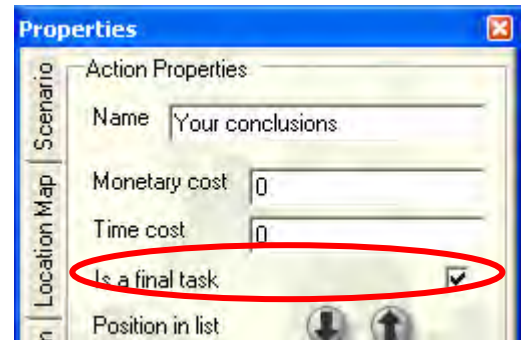 Properties
Scenario
Location Map
Action Properties
Name Your conclusions
Monetary cost 0
Time cost 0
Is a final task
Position in list